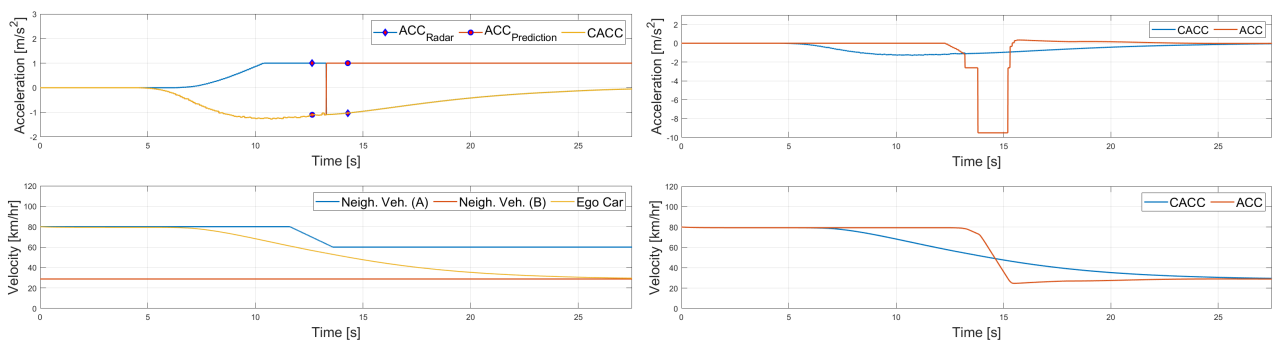 Acceleration [m/s²]
3
2
1
0
-1
-2
ACC_Radar ACC_Prediction CACC
0 5 10 15 20 25
Time [s]
Velocity [km/hr]
120
100
80
60
40
20
0
Neigh. Veh. (A) Neigh. Veh. (B) Ego Car
0 5 10 15 20 25
Time [s]
Acceleration [m/s²]
0
-2
-4
-6
-8
-10
CACC ACC
0 5 10 15 20 25
Time [s]
Velocity [km/hr]
120
100
80
60
40
20
0
CACC ACC
0 5 10 15 20 25
Time [s]